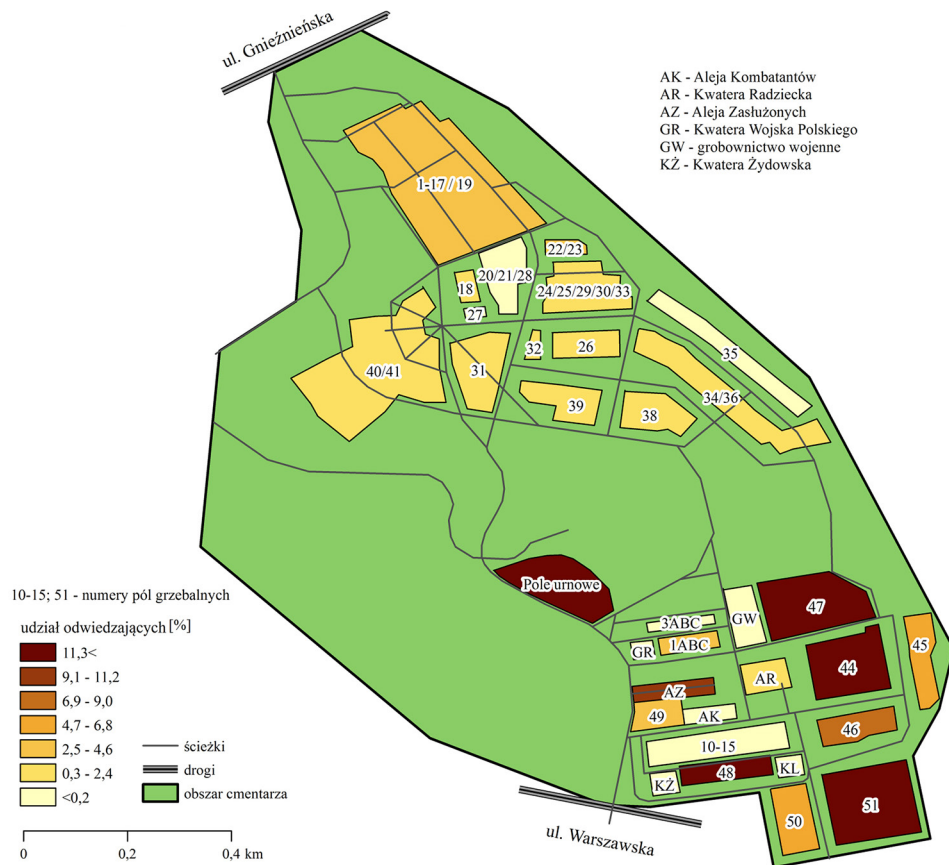 ul. Gnieźnieńska
AK - Aleja Kombatantów
AR - Kwatera Radziecka
AZ - Aleja Zasłużonych
GR - Kwatera Wojska Polskiego
GW - grobownictwo wojenne
KŻ - Kwatera Żydowska
1-17 / 19
22/23
20/21/28
18
24/25/29/30/33
27
35
32
26
40/41
31
34/36
39
38
Pole urnowe
10-15; 51 - numery pól grzebalnych
udział odwiedzających [%]
11,3<
9,1 - 11,2
6,9 - 9,0
4,7 - 6,8
2,5 - 4,6
0,3 - 2,4
<0,2
ścieżki
drogi
obszar cmentarza
0 0,2 0,4 km
47
3ABC
GW
45
1ABC
GR
44
AR
AZ
49
AK
46
10-15
48
KL
KŻ
51
50
ul. Warszawska